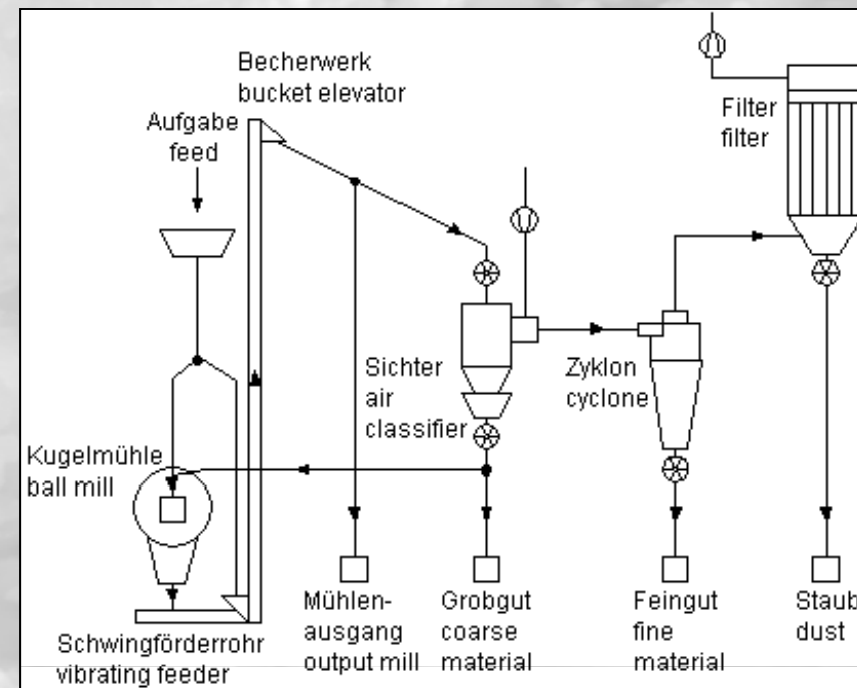 Becherwerk
bucket elevator
Aufgabe
feed
Filter
filter
Sichter
air
classifier
Zyklon
cyclone
Kugelmühle
ball mill
Schwingförderrohr
vibrating feeder
Mühlen-
ausgang
output mill
Grobgut
coarse
material
Feingut
fine
material
Staub
dust